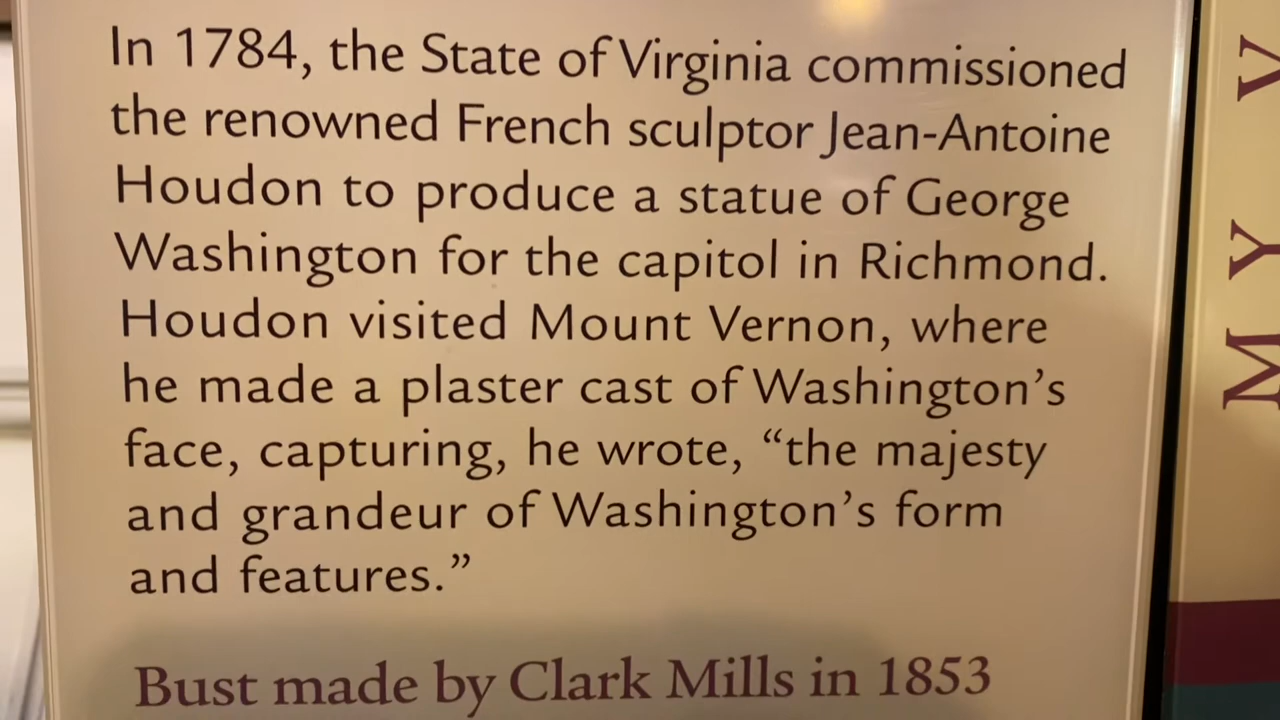 In 1784, the State of Virginia commissioned
the renowned French sculptor Jean-Antoine
Houdon to produce a statue of George
Washington for the capitol in Richmond.
Houdon visited Mount Vernon, where
he made a plaster cast of Washington’s
face, capturing, he wrote, “the majesty
and grandeur of Washington’s form
and features.”
Bust made by Clark Mills in 1853
MY V